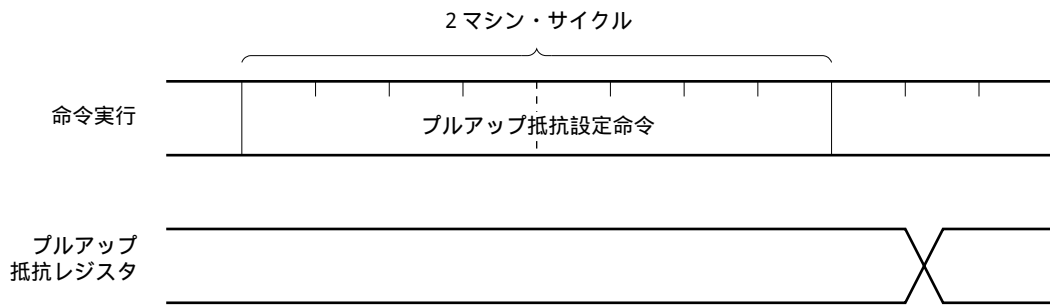 2マシン・サイクル
命令実行
プルアップ抵抗設定命令
プルアップ
抵抗レジスタ